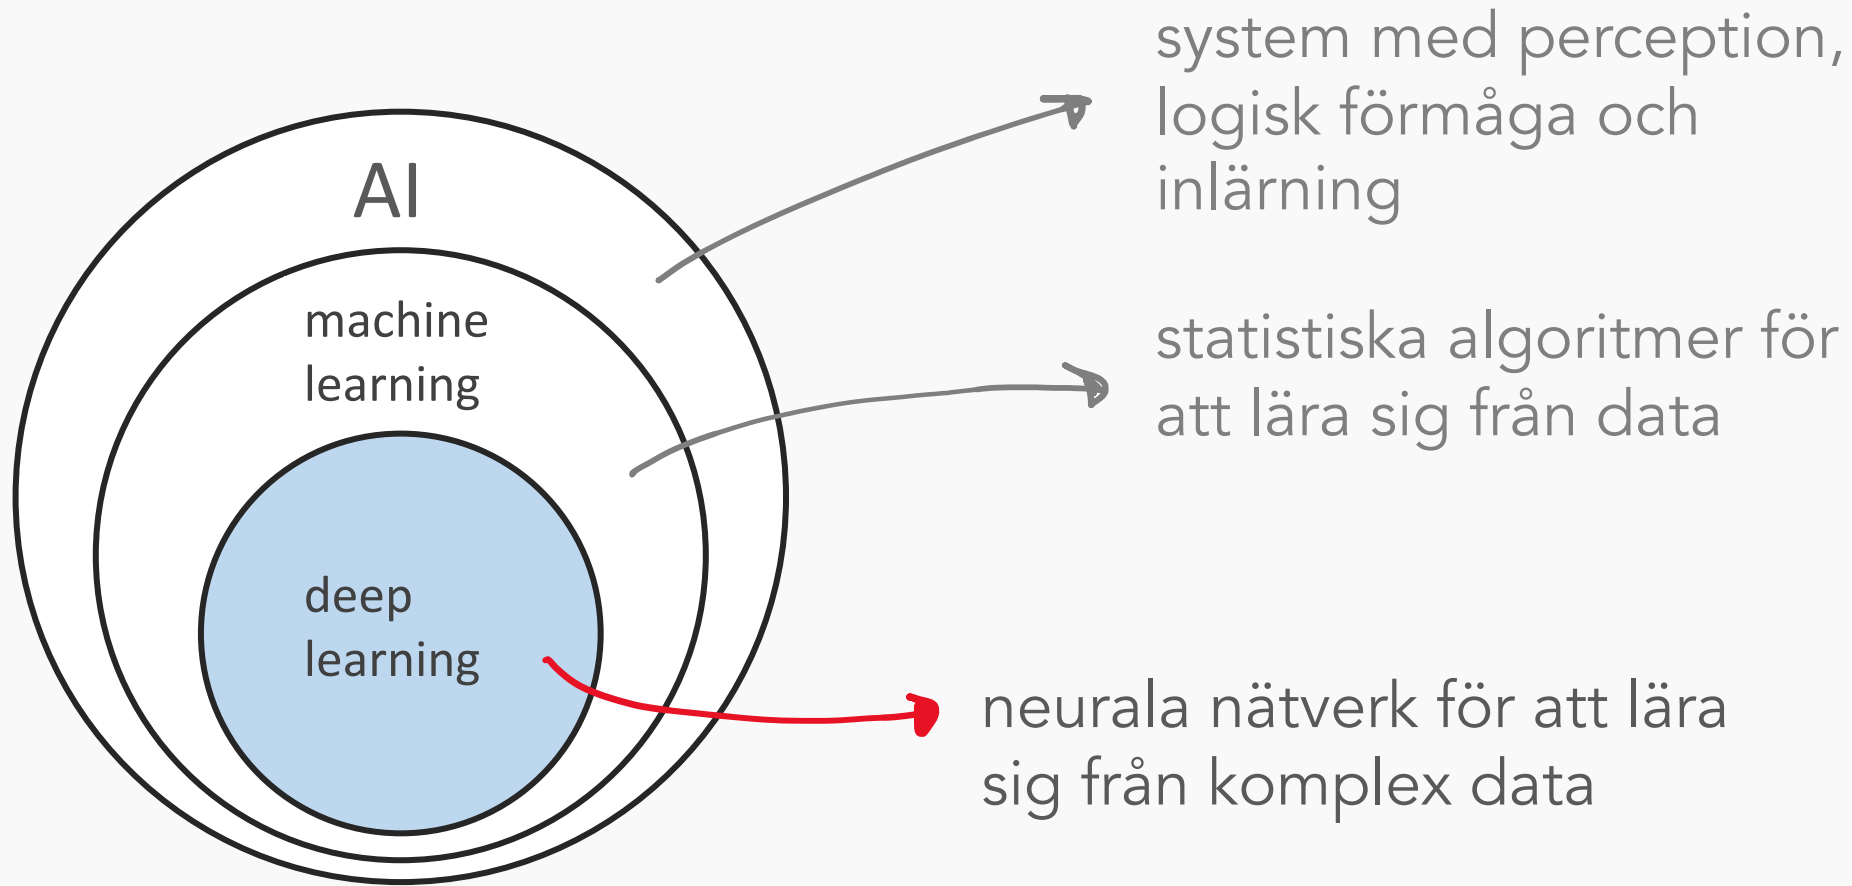 AI
machine
learning
deep
learning
system med perception,
logisk förmåga och
inlärning
statistiska algoritmer för
att lära sig från data
neurala nätverk för att lära
sig från komplex data